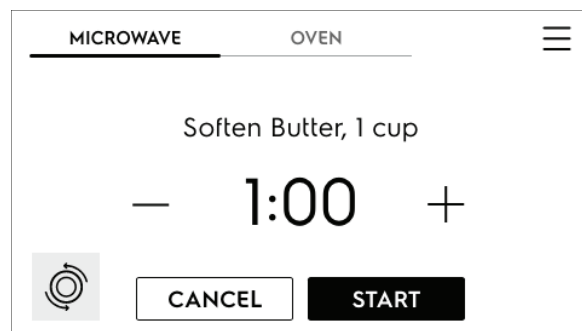 MICROWAVE OVEN
Soften Butter, 1 cup
— 1:00 +
CANCEL START